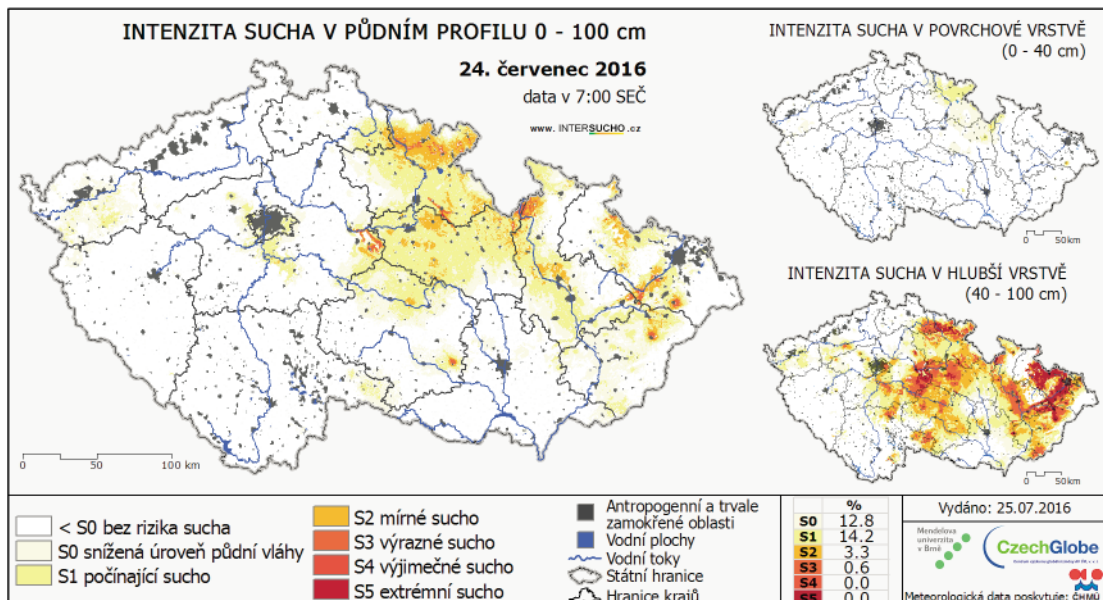 INTENZITA SUCHA V PŮDNÍM PROFILU 0 - 100 cm
24. červenec 2016
data v 7:00 SEČ
www. INTERSUCHO .cz
0 50 100 km
INTENZITA SUCHA V POVRCHOVÉ VRSTVĚ
(0 - 40 cm)
0 50km
INTENZITA SUCHA V HLUBŠÍ VRSTVĚ
(40 - 100 cm)
0 50km
< S0 bez rizika sucha
S0 snížená úroveň půdní vláhy
S1 počínající sucho
S2 mírné sucho
S3 výrazné sucho
S4 výjimečné sucho
S5 extrémní sucho
Antropogenní a trvale
zamokřené oblasti
Vodní plochy
Vodní toky
Státní hranice
Hranice krajů
%
S0 12.8
S1 14.2
S2 3.3
S3 0.6
S4 0.0
S5 0.0
Vydáno: 25.07.2016
Mendelova
univerzita
v Brně
CzechGlobe
Meteorologická data poskytuje: ČHMÚ